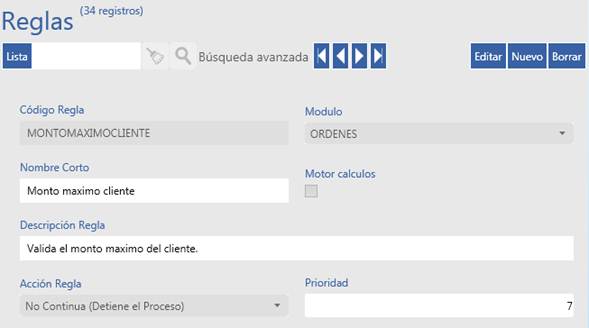 Reglas (34 registros)
Lista Búsqueda avanzada Editar Nuevo Borrar
Código Regla Modulo
MONTOMAXIMOCLIENTE ORDENES
Nombre Corto Motor calculos
Monto maximo cliente
Descripción Regla
Valida el monto maximo del cliente.
Acción Regla Prioridad
No Continua (Detiene el Proceso) 7